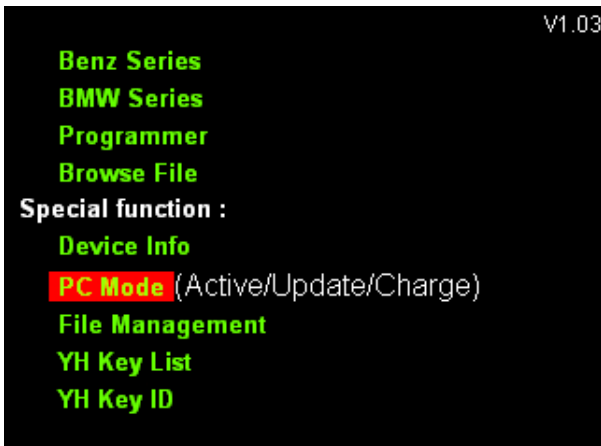 V1.03
Benz Series
BMW Series
Programmer
Browse File
Special function :
Device Info
PC Mode (Active/Update/Charge)
File Management
YH Key List
YH Key ID